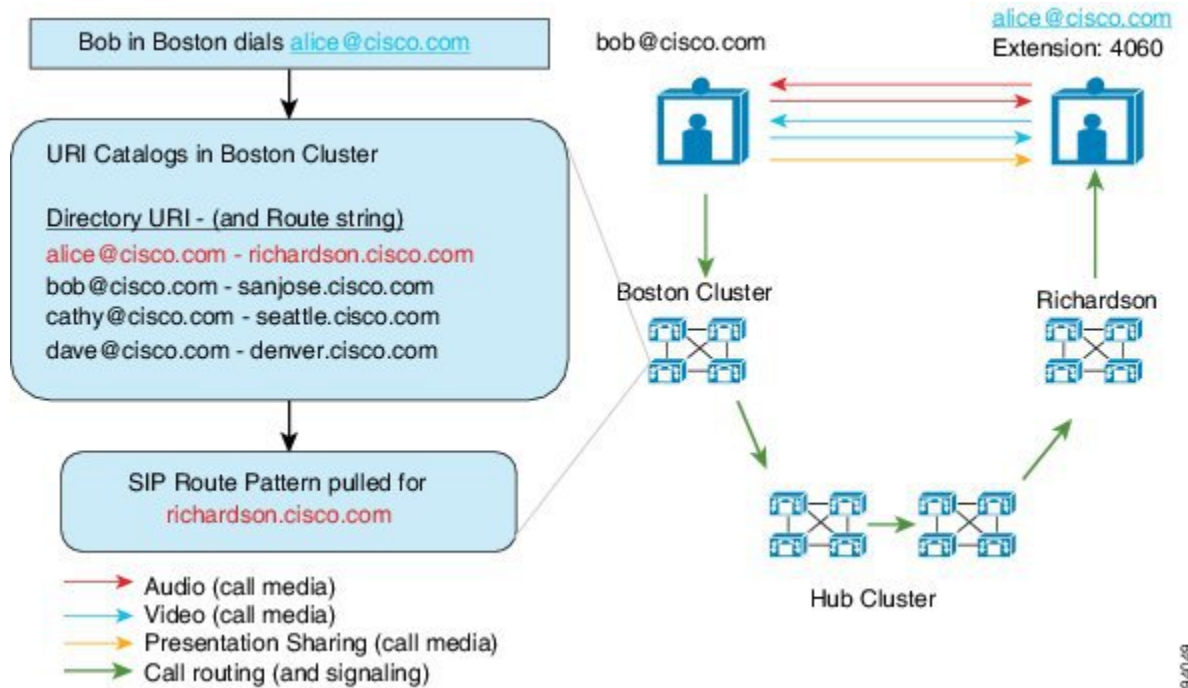 Bob in Boston dials alice@cisco.com
URI Catalogs in Boston Cluster
Directory URI - (and Route string)
alice@cisco.com - richardson.cisco.com
bob@cisco.com - sanjose.cisco.com
cathy@cisco.com - seattle.cisco.com
dave@cisco.com - denver.cisco.com
SIP Route Pattern pulled for
richardson.cisco.com
Audio (call media)
Video (call media)
Presentation Sharing (call media)
Call routing (and signaling)
bob@cisco.com
alice@cisco.com
Extension: 4060
Boston Cluster
Richardson
Hub Cluster